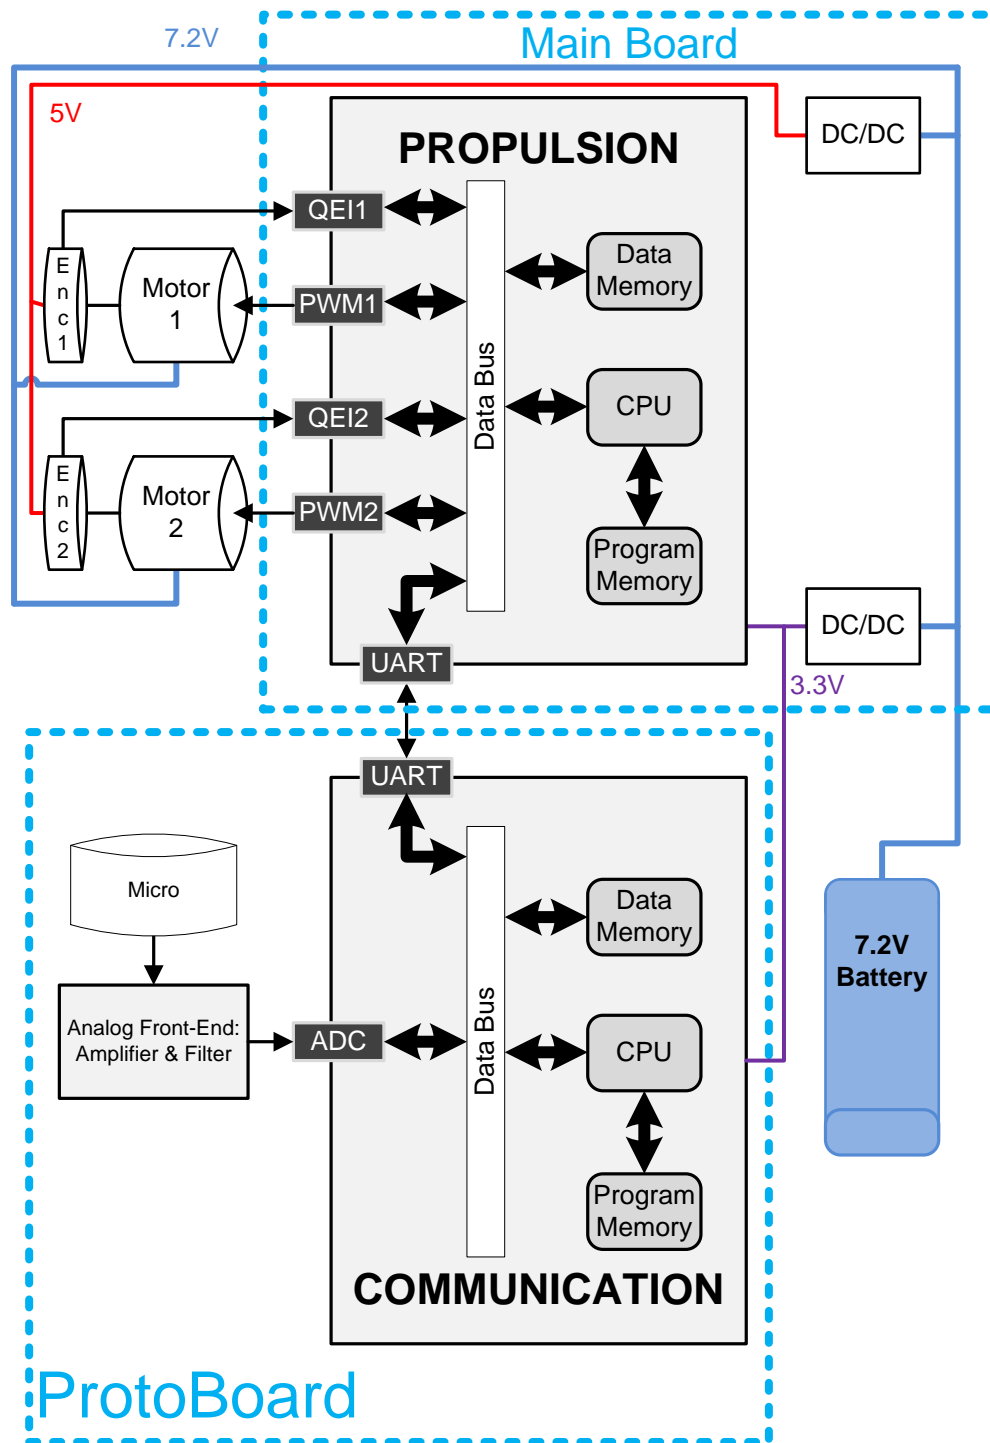 7.2V
Main Board
5V
DC/DC
PROPULSION
QEI1
Data
Memory
Enc1
Motor
1
PWM1
Data Bus
CPU
QEI2
Enc2
Motor
2
PWM2
Program
Memory
DC/DC
UART
3.3V
UART
Micro
Data
Memory
7.2V
Battery
Analog Front-End:
Amplifier & Filter
ADC
Data Bus
CPU
Program
Memory
COMMUNICATION
ProtoBoard